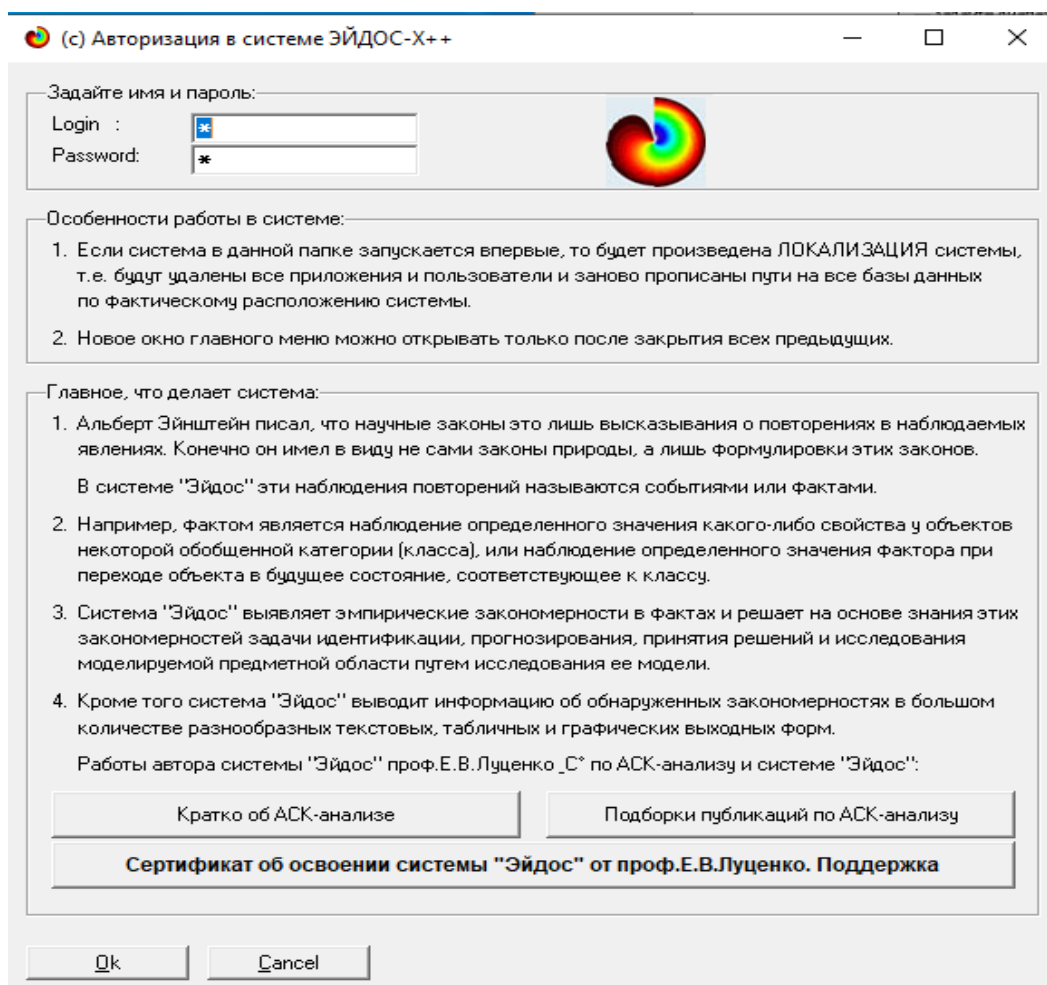 (c) Авторизация в системе ЭЙДОС-X++
Задайте имя и пароль:
Login :
*
Password:
*
Особенности работы в системе:
1. Если система в данной папке запускается впервые, то будет произведена ЛОКАЛИЗАЦИЯ системы,
т.е. будут удалены все приложения и пользователи и заново прописаны пути на все базы данных
по фактическому расположению системы.
2. Новое окно главного меню можно открывать только после закрытия всех предыдущих.
Главное, что делает система:
1. Альберт Эйнштейн писал, что научные законы это лишь высказывания о повторениях в наблюдаемых
явлениях. Конечно он имел в виду не сами законы природы, а лишь формулировки этих законов.
В системе "Эйдос" эти наблюдения повторений называются событиями или фактами.
2. Например, фактом является наблюдение определенного значения какого-либо свойства у объектов
некоторой обобщенной категории (класса), или наблюдение определенного значения фактора при
переходе объекта в будущее состояние, соответствующее к классу.
3. Система "Эйдос" выявляет эмпирические закономерности в фактах и решает на основе знания этих
закономерностей задачи идентификации, прогнозирования, принятия решений и исследования
моделируемой предметной области путем исследования ее модели.
4. Кроме того система "Эйдос" выводит информацию об обнаруженных закономерностях в большом
количестве разнообразных текстовых, табличных и графических выходных форм.
Работы автора системы "Эйдос" проф.Е.В.Луценко _С° по АСК-анализу и системе "Эйдос":
Кратко об АСК-анализе
Подборки публикаций по АСК-анализу
Сертификат об освоении системы "Эйдос" от проф.Е.В.Луценко. Поддержка
Ok
Cancel